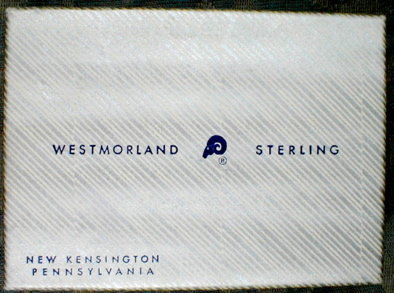 WESTMORLAND ® STERLING
NEW KENSINGTON
PENNSYLVANIA